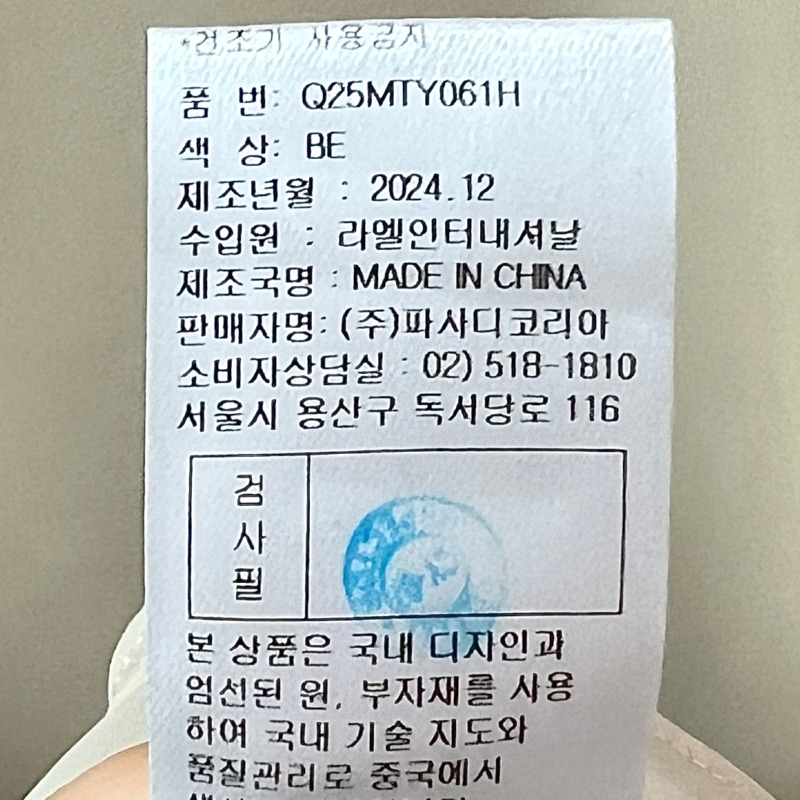 *건조기 사용금지
품 번: Q25MTY061H
색 상: BE
제조년월 : 2024.12
수입원 : 라엘인터내셔날
제조국명 : MADE IN CHINA
판매자명: (주)파사디코리아
소비자상담실 : 02) 518-1810
서울시 용산구 독서당로 116
검
사
필
본 상품은 국내 디자인과
엄선된 원, 부자재를 사용
하여 국내 기술 지도와
품질관리로 중국에서